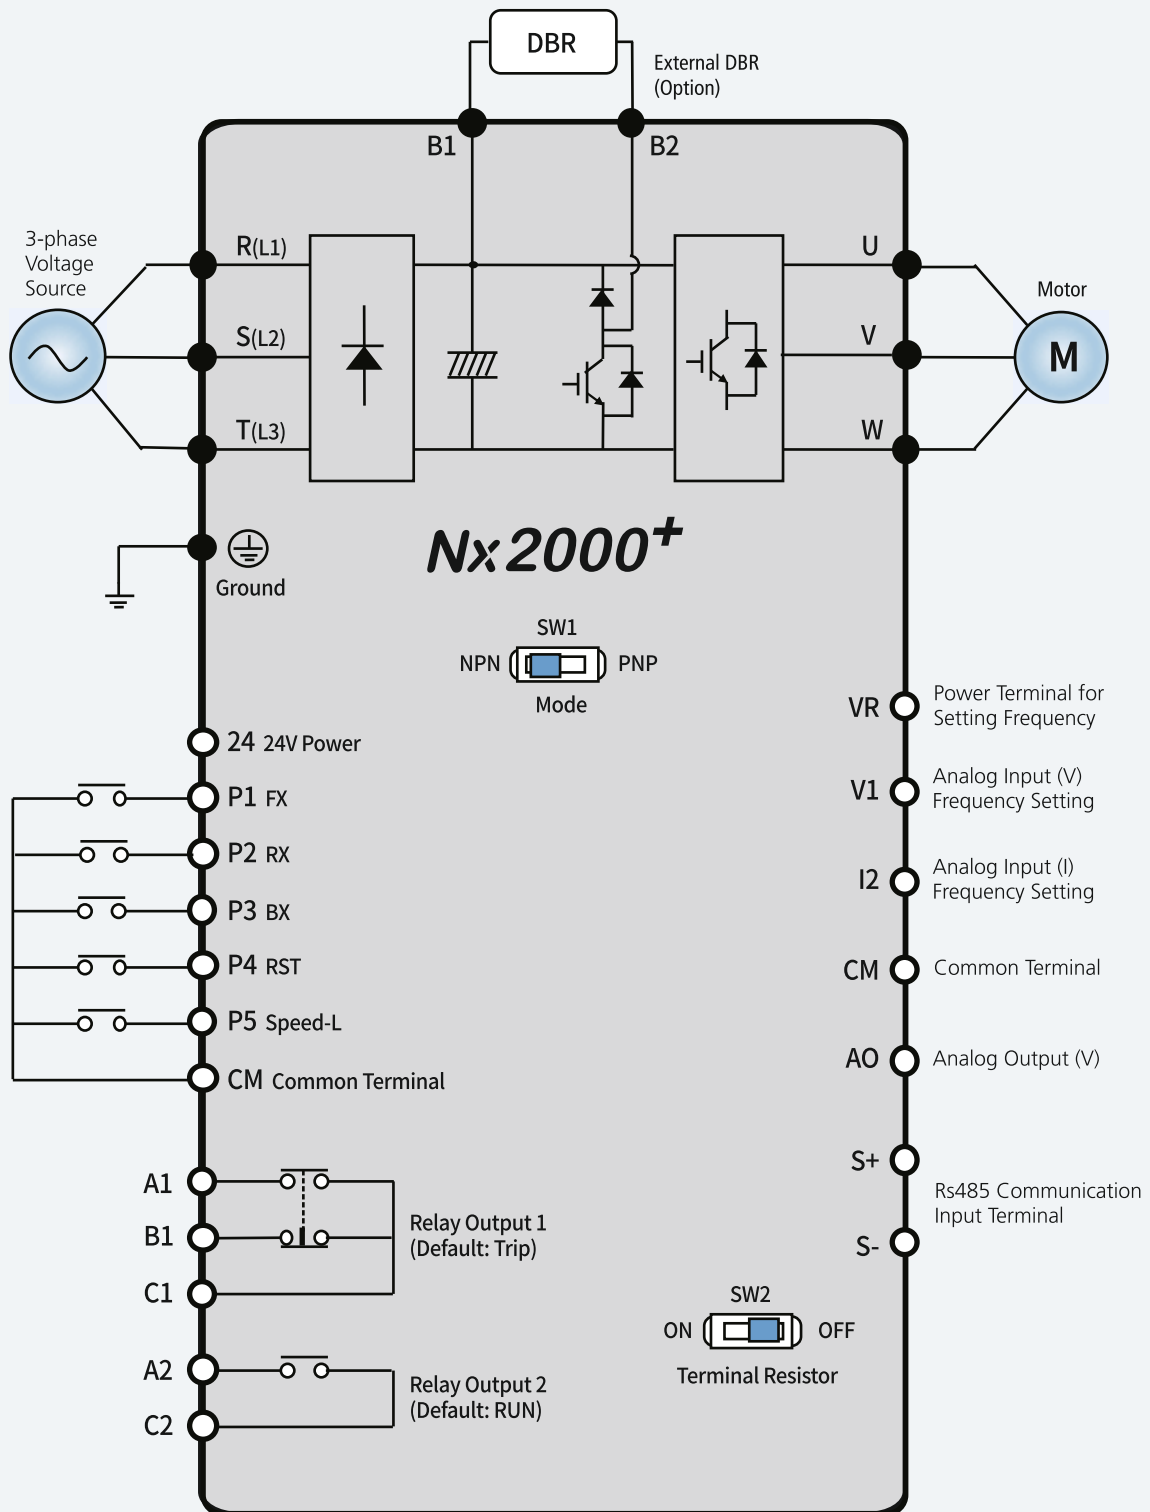 DBR
External DBR
(Option)
B1
B2
3-phase
Voltage
Source
R(L1)
S(L2)
T(L3)
U
V
W
Motor
M
Ground
Nx2000+
SW1
NPN
PNP
Mode
24 24V Power
P1 FX
P2 RX
P3 BX
P4 RST
P5 Speed-L
CM Common Terminal
VR
Power Terminal for
Setting Frequency
V1
Analog Input (V)
Frequency Setting
I2
Analog Input (I)
Frequency Setting
CM
Common Terminal
AO
Analog Output (V)
S+
S-
Rs485 Communication
Input Terminal
A1
B1
C1
Relay Output 1
(Default: Trip)
A2
C2
Relay Output 2
(Default: RUN)
SW2
ON
OFF
Terminal Resistor